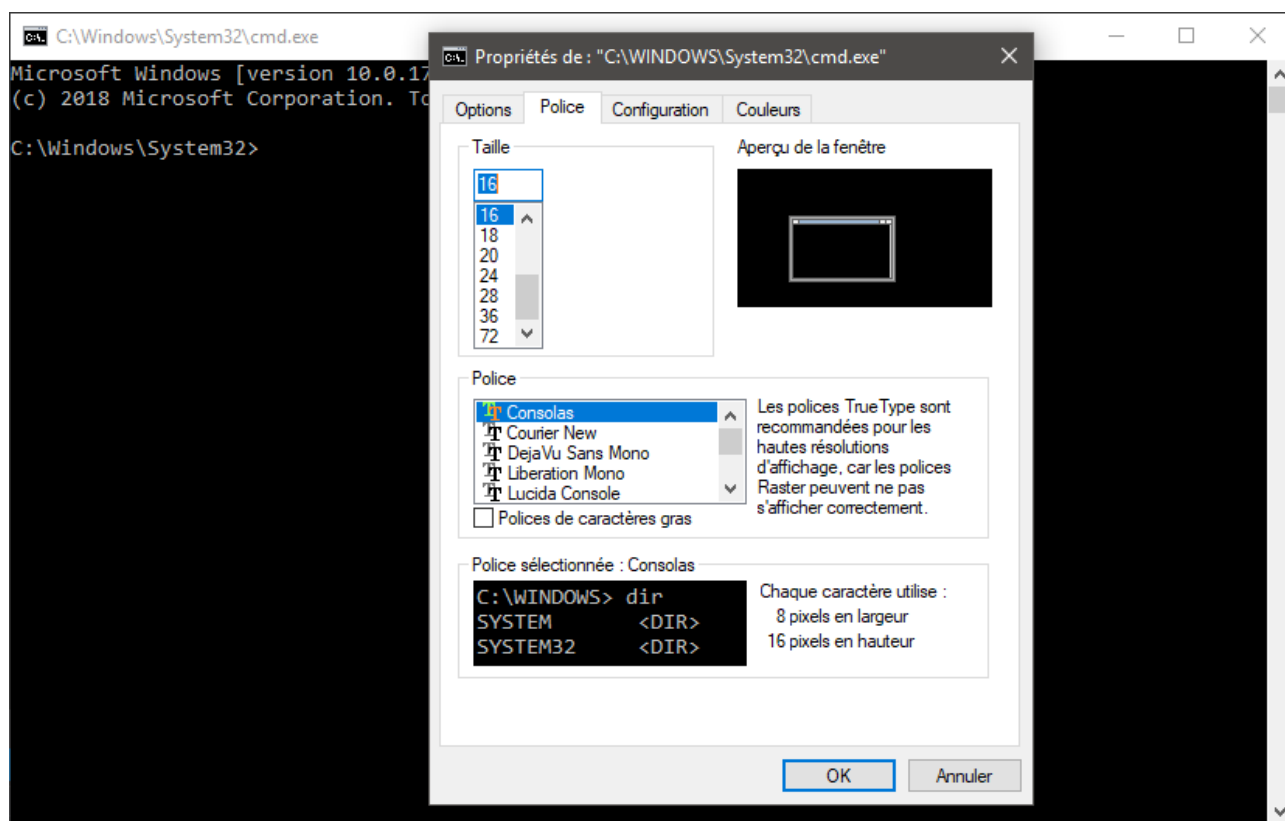 C:\Windows\System32\cmd.exe
Microsoft Windows [version 10.0.17
(c) 2018 Microsoft Corporation. To
C:\Windows\System32>
Propriétés de : "C:\WINDOWS\System32\cmd.exe"
Options Police Configuration Couleurs
Taille
16
16
18
20
24
28
36
72
Aperçu de la fenêtre
Police
Consolas
Courier New
DejaVu Sans Mono
Liberation Mono
Lucida Console
Polices de caractères gras
Les polices TrueType sont
recommandées pour les
hautes résolutions
d'affichage, car les polices
Raster peuvent ne pas
s'afficher correctement.
Police sélectionnée : Consolas
C:\WINDOWS> dir
SYSTEM <DIR>
SYSTEM32 <DIR>
Chaque caractère utilise :
8 pixels en largeur
16 pixels en hauteur
OK Annuler